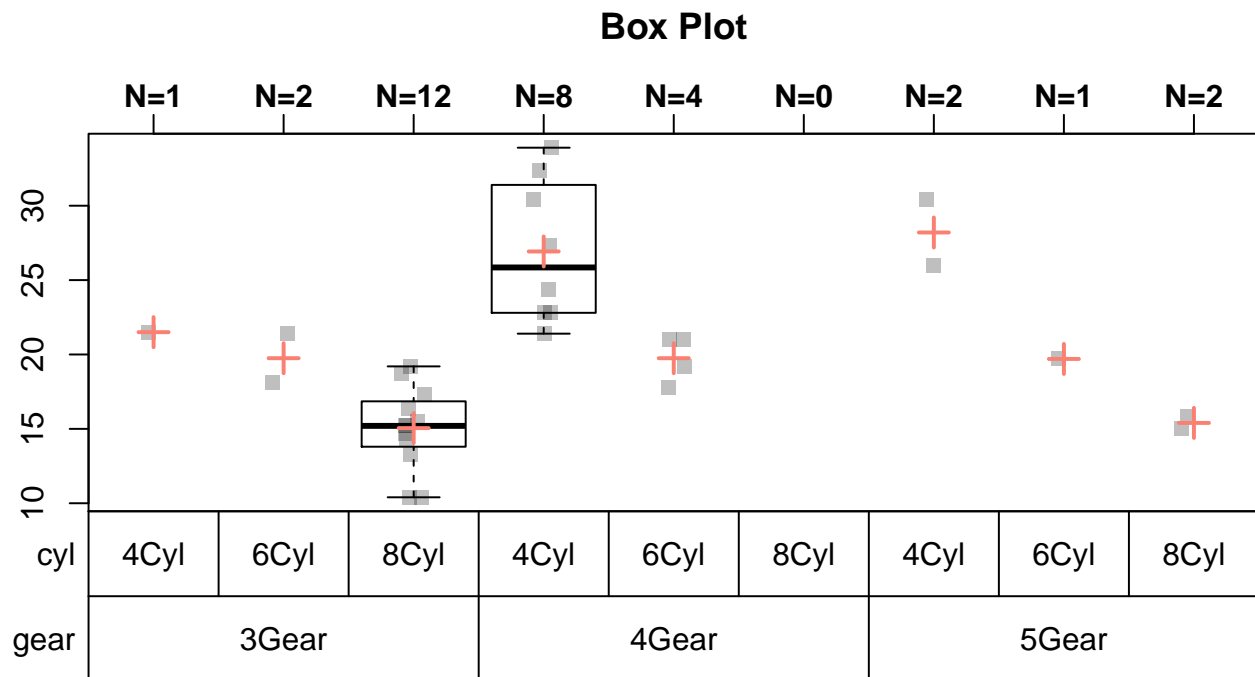 Box Plot
N=1 N=2 N=12 N=8 N=4 N=0 N=2 N=1 N=2
30
25
20
15
10
cyl 4Cyl 6Cyl 8Cyl 4Cyl 6Cyl 8Cyl 4Cyl 6Cyl 8Cyl
gear 3Gear 4Gear 5Gear